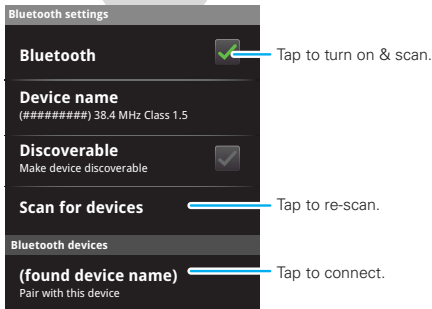 Bluetooth settings
Bluetooth
Tap to turn on & scan.
Device name
(#########) 38.4 MHz Class 1.5
Discoverable
Make device discoverable
Scan for devices
Tap to re-scan.
Bluetooth devices
(found device name)
Tap to connect.
Pair with this device